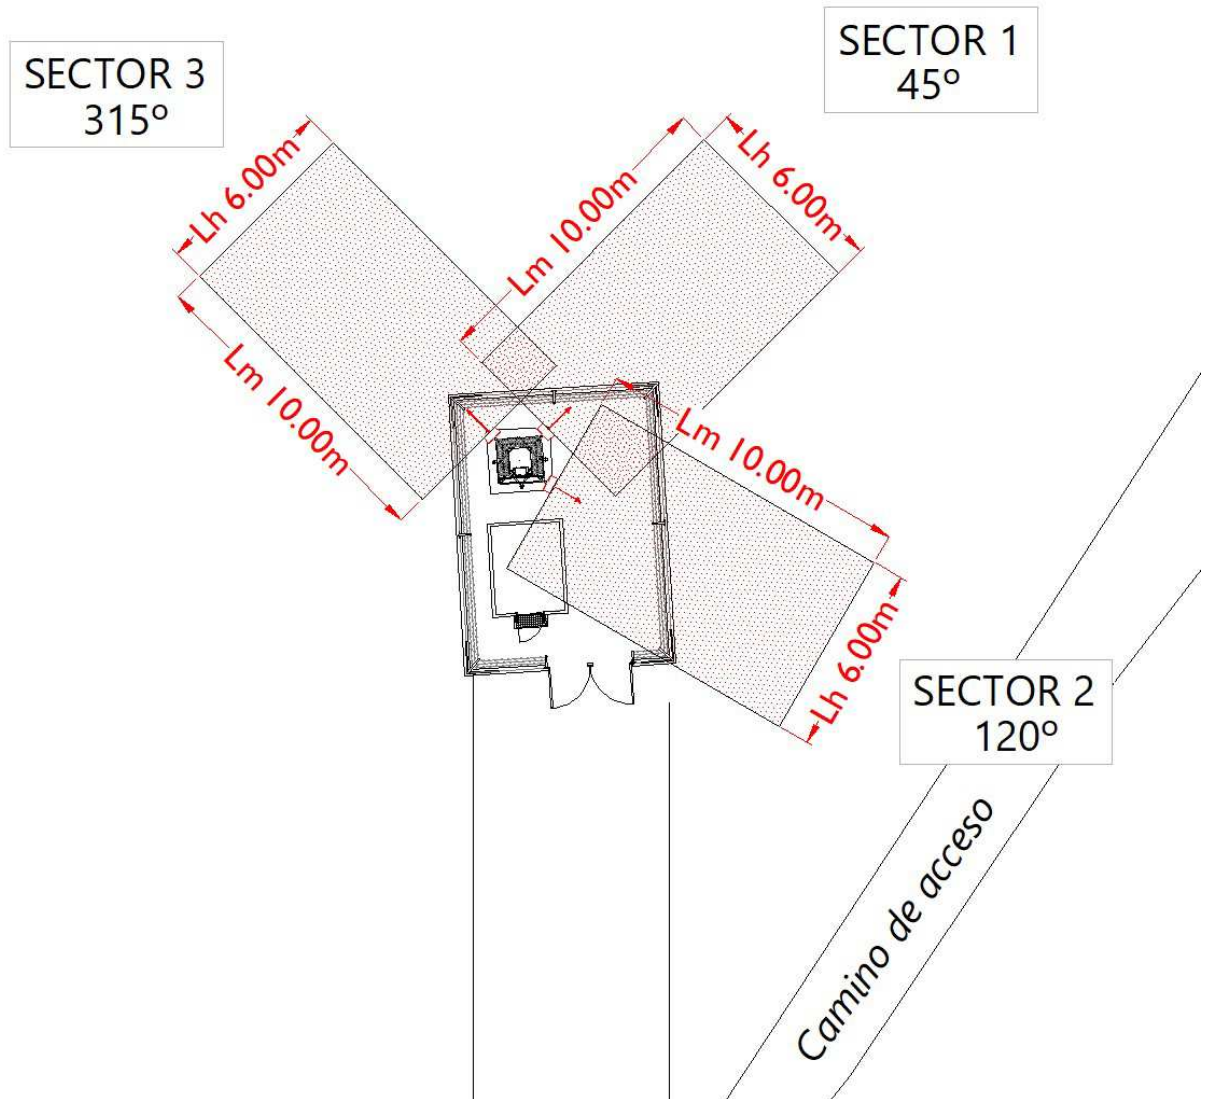 SECTOR 3
315º
SECTOR 1
45º
Lh 6.00m
Lm 10.00m
Lh 6.00m
Lm 10.00m
Lm 10.00m
Lh 6.00m
SECTOR 2
120º
Camino de acceso